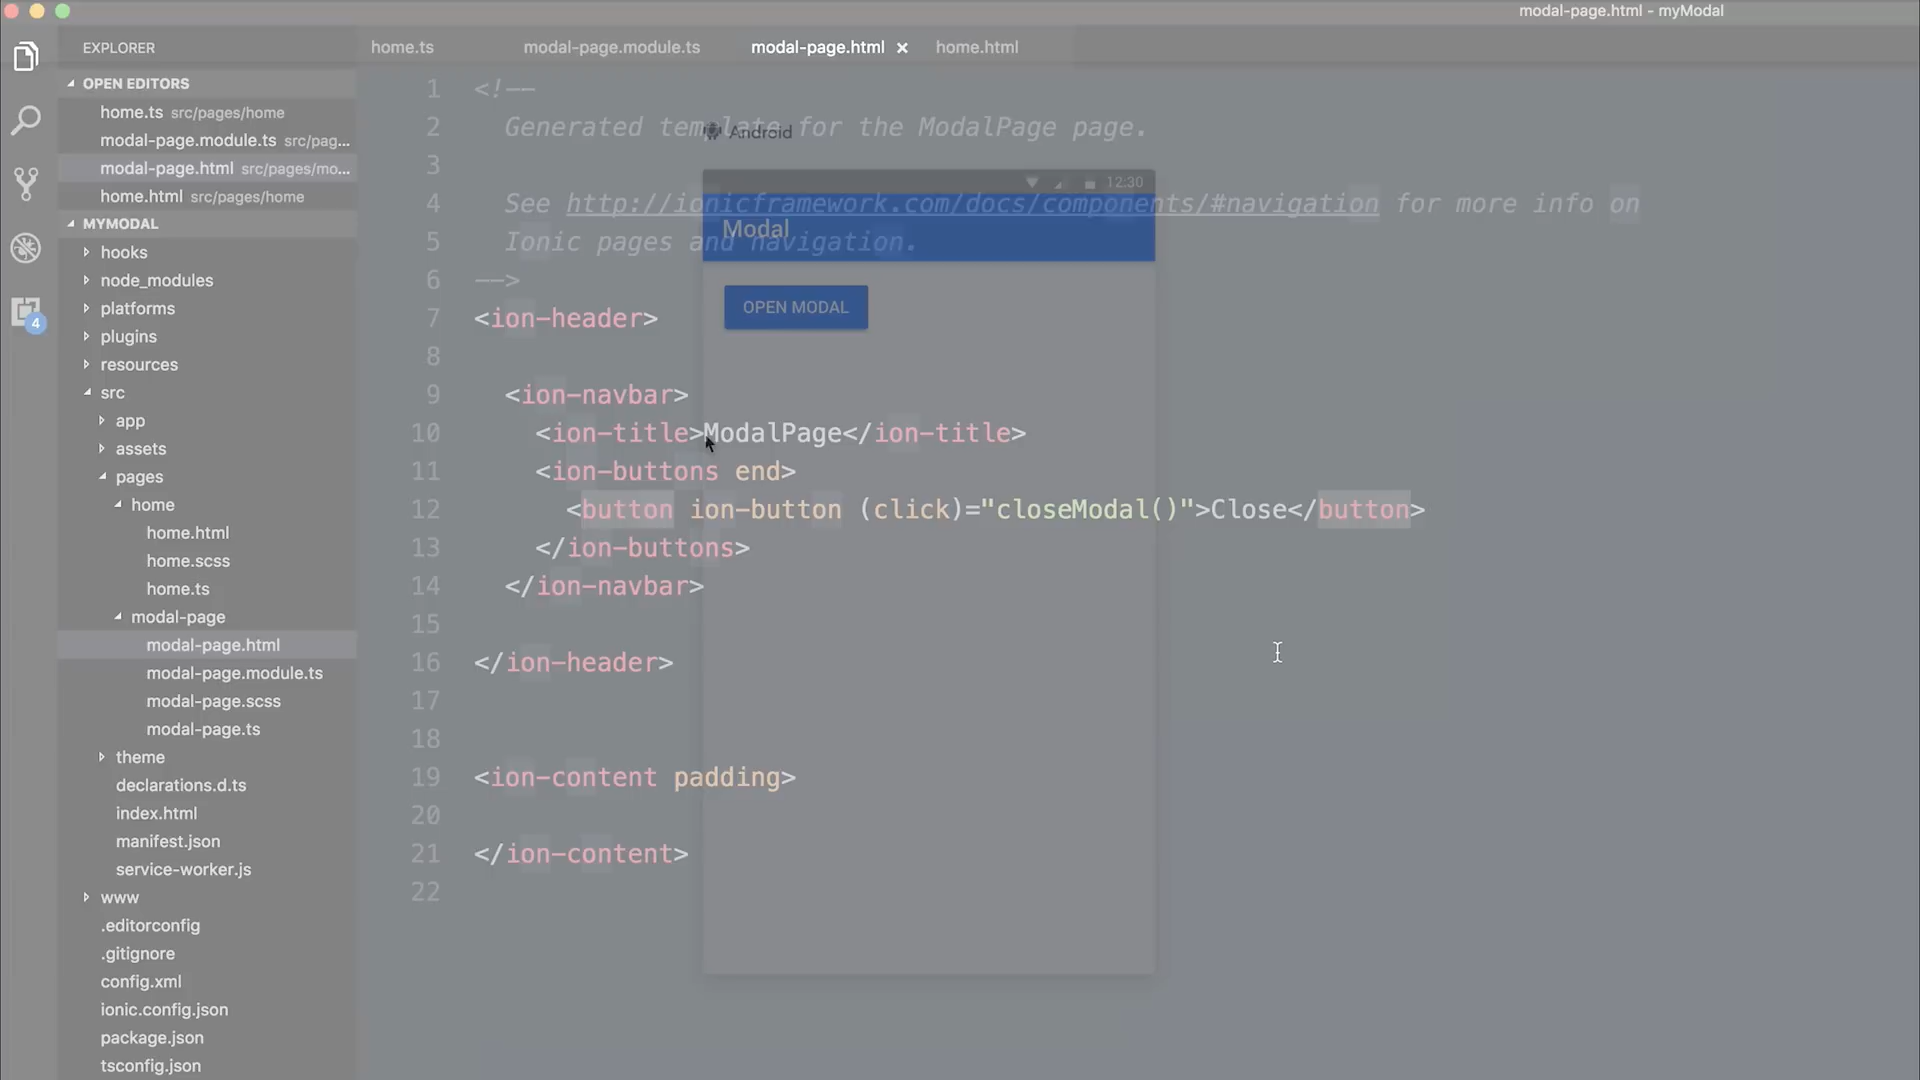 modal-page.html - myModal
EXPLORER
OPEN EDITORS
home.ts src/pages/home
modal-page.module.ts src/pag...
modal-page.html src/pages/mo...
home.html src/pages/home
MYMODAL
hooks
node_modules
platforms
plugins
resources
src
app
assets
pages
home
home.html
home.scss
home.ts
modal-page
modal-page.html
modal-page.module.ts
modal-page.scss
modal-page.ts
theme
declarations.d.ts
index.html
manifest.json
service-worker.js
www
.editorconfig
.gitignore
config.xml
ionic.config.json
package.json
tsconfig.json
4
home.ts modal-page.module.ts modal-page.html × home.html
1 <!--
2 Generated template for the ModalPage page.
3
4 See http://ionicframework.com/docs/components/#navigation for more info on
5 Ionic pages and navigation.
6 -->
7 <ion-header>
8
9 <ion-navbar>
10 <ion-title>ModalPage</ion-title>
11 <ion-buttons end>
12 <button ion-button (click)="closeModal()">Close</button>
13 </ion-buttons>
14 </ion-navbar>
15
16 </ion-header>
17
18
19 <ion-content padding>
20
21 </ion-content>
22
Android
12:30
Modal
OPEN MODAL